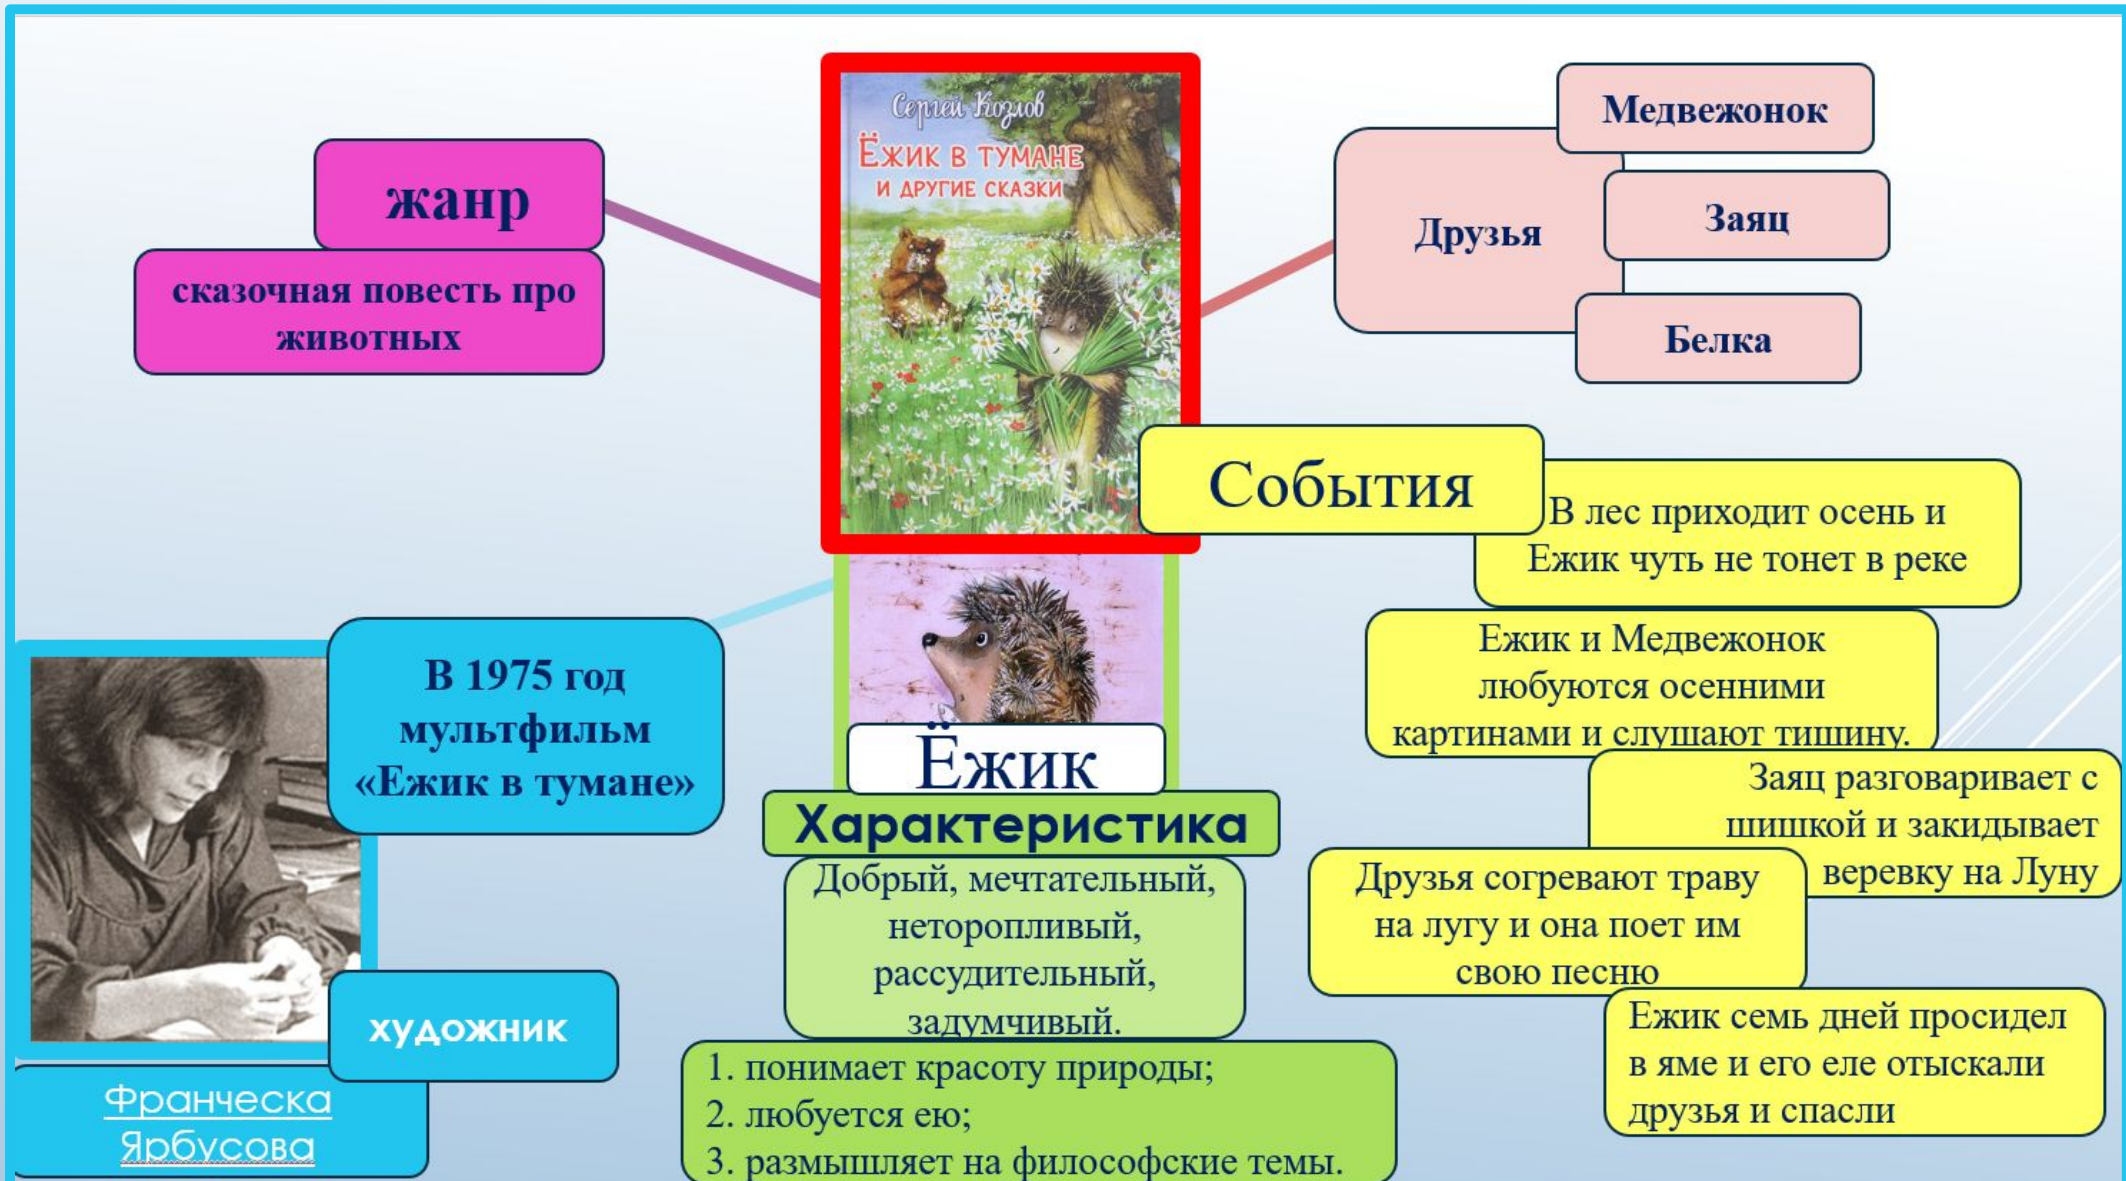 Сергей Козлов
Ёжик в тумане
и другие сказки
жанр
сказочная повесть про
животных
Друзья
Медвежонок
Заяц
Белка
События
В лес приходит осень и
Ежик чуть не тонет в реке
Ежик и Медвежонок
любуются осенними
картинами и слушают тишину.
Заяц разговаривает с
шишкой и закидывает
веревку на Луну
Друзья согревают траву
на лугу и она поет им
свою песню
Ежик семь дней просидел
в яме и его еле отыскали
друзья и спасли
В 1975 год
мультфильм
«Ежик в тумане»
художник
Франческа
Ярбусова
Ёжик
Характеристика
Добрый, мечтательный,
неторопливый,
рассудительный,
задумчивый.
1. понимает красоту природы;
2. любуется ею;
3. размышляет на философские темы.